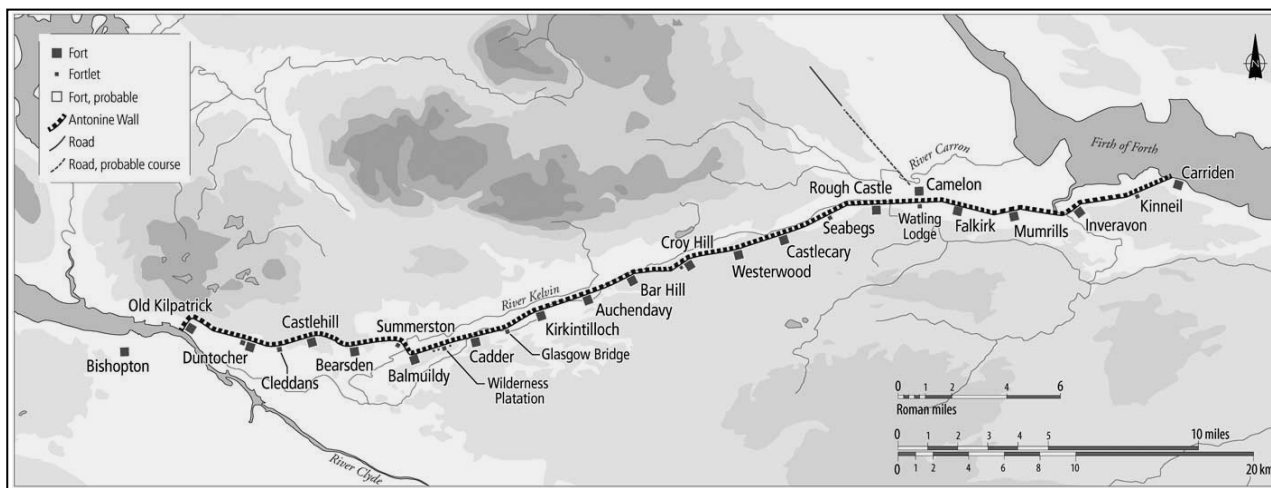 Fort
Fortlet
Fort, probable
Antonine Wall
Road
Road, probable course
N
River Carron
Firth of Forth
Carriden
Rough Castle
Camelon
Kinneil
Seabegs
Watling
Lodge
Falkirk
Mumrills
Inveravon
Castlecary
Croy Hill
Westerwood
Bar Hill
River Kelvin
Auchendavy
Old Kilpatrick
Castlehill
Summerston
Kirkintilloch
Glasgow Bridge
Cadder
Duntocher
Bishopton
Bearsden
Balmuildy
Cleddans
Wilderness
Platation
River Clyde
0 1 2 4 6
Roman miles
0 1 2 3 4 5 10 miles
0 1 2 4 6 8 10 20 km